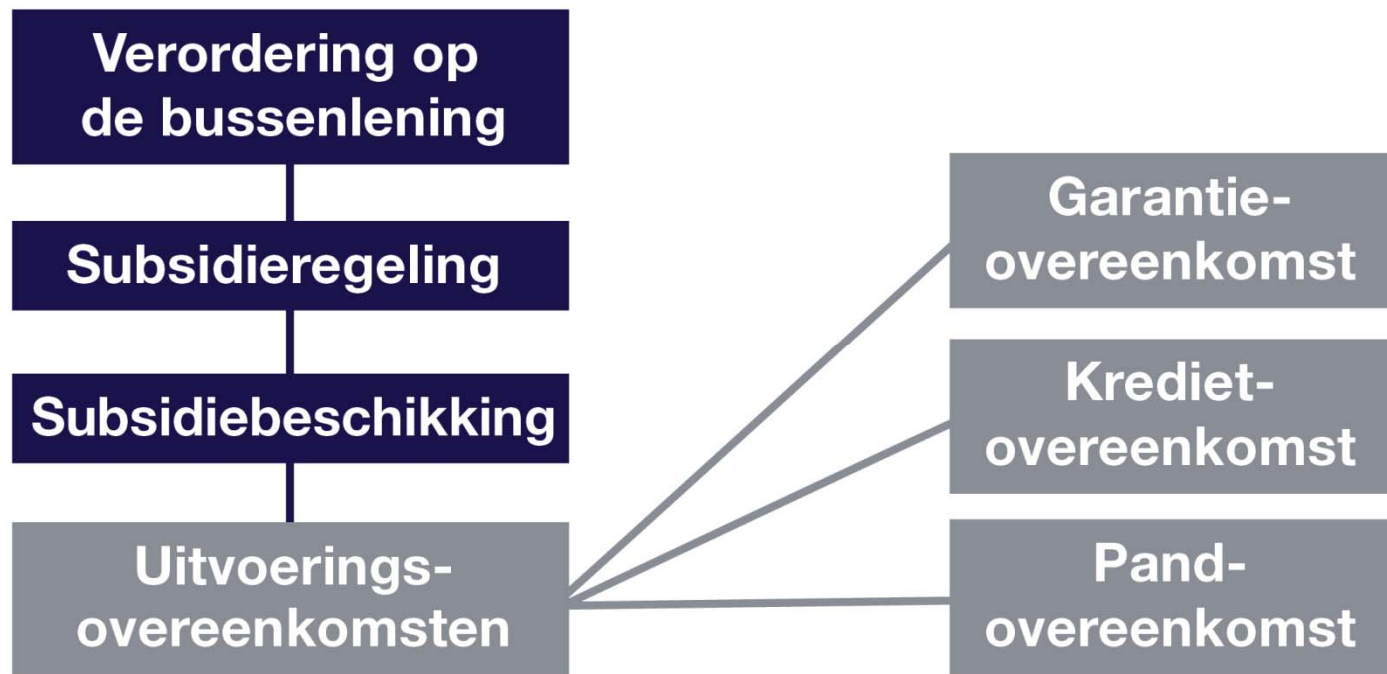 Verordering op
de bussenlening
Subsidieregeling
Subsidiebeschikking
Uitvoerings-
overeenkomsten
Garantie-
overeenkomst
Krediet-
overeenkomst
Pand-
overeenkomst